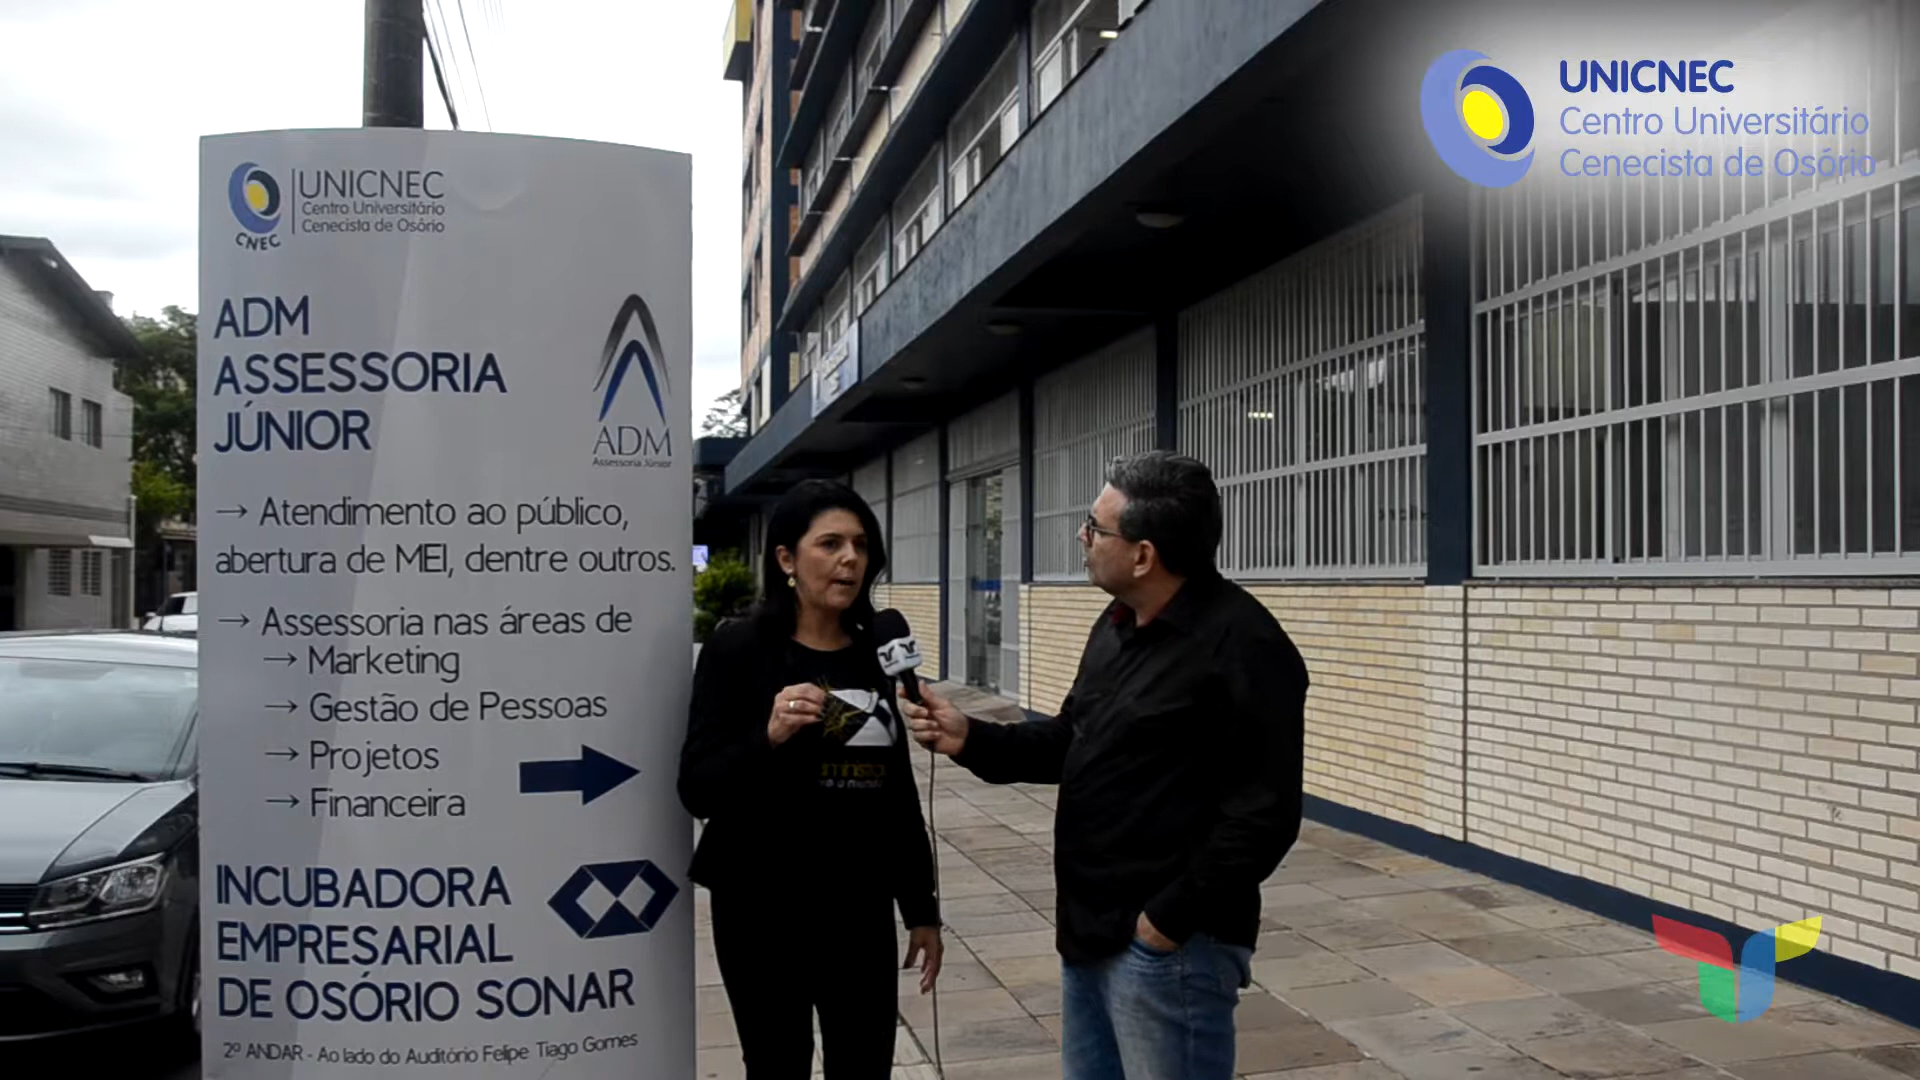 UNICNEC
Centro Universitário
Cenecista de Osório
UNICNEC
Centro Universitário
Cenecista de Osório
CNEC
ADM
ASSESSORIA
JÚNIOR
ADM
Assessoria Júnior
→ Atendimento ao público,
abertura de MEI, dentre outros.
→ Assessoria nas áreas de
→ Marketing
→ Gestão de Pessoas
→ Projetos
→ Financeira
INCUBADORA
EMPRESARIAL
DE OSÓRIO SONAR
2º ANDAR - Ao lado do Auditório Felipe Tiago Gomes